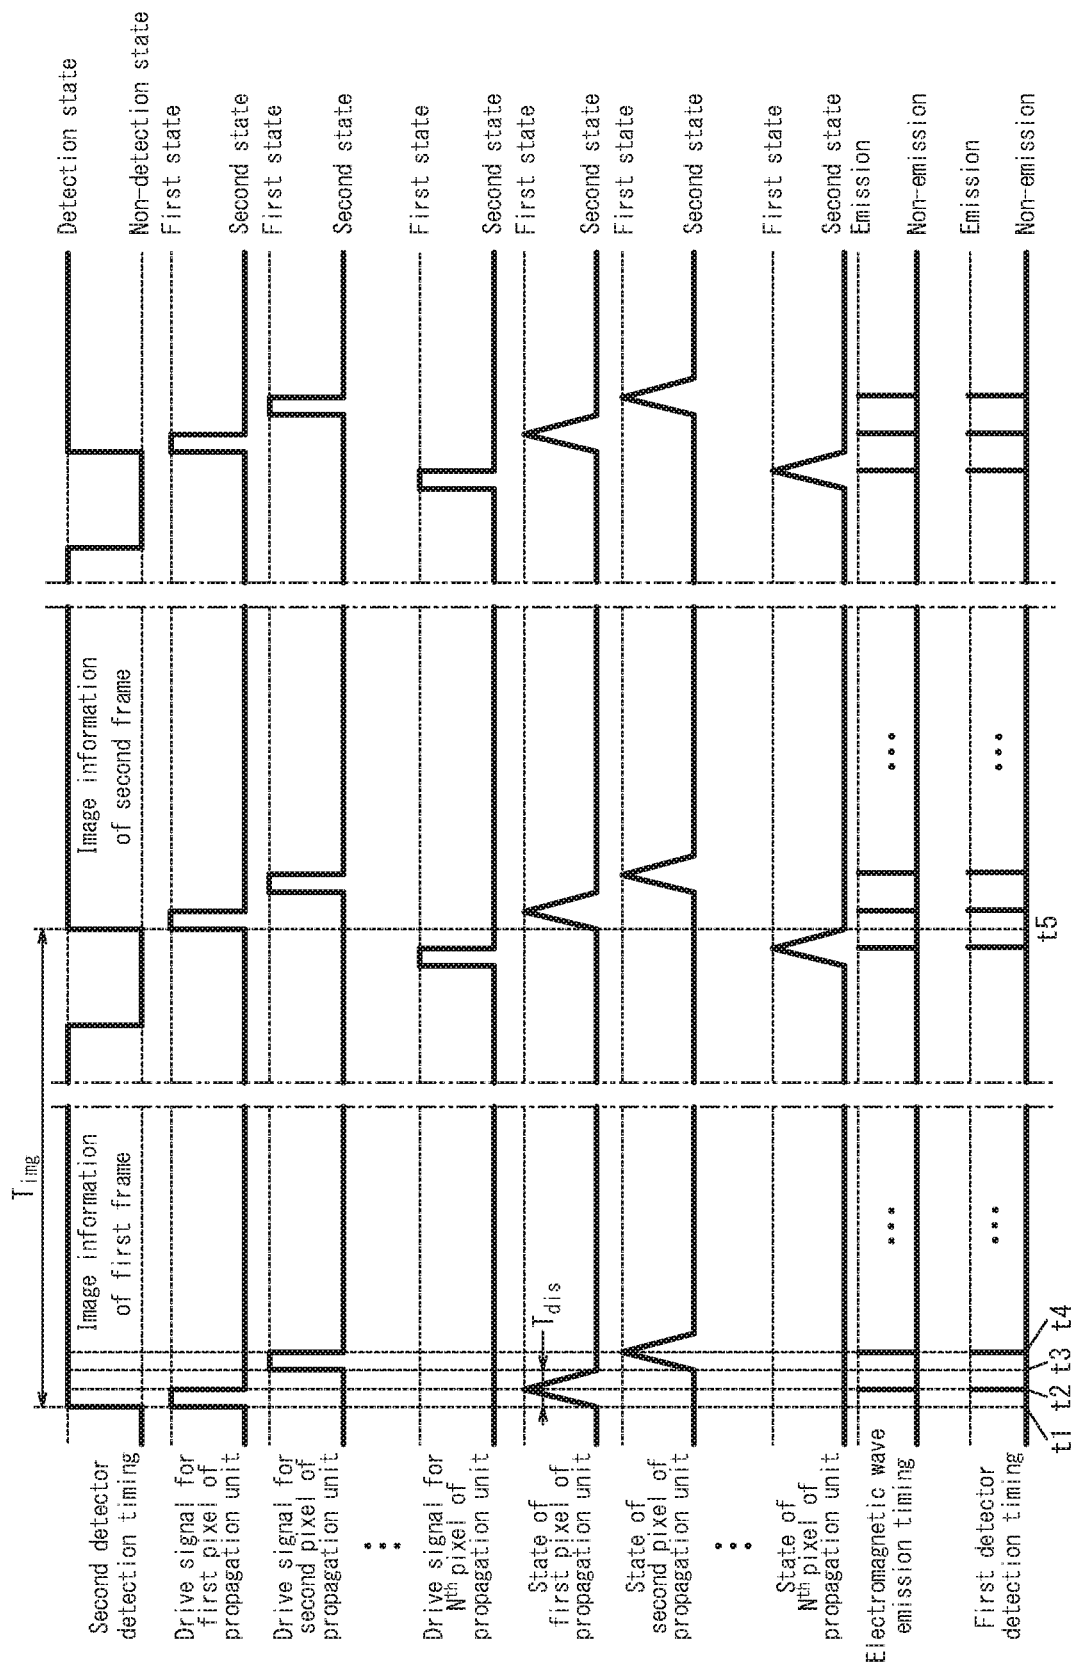 T_img
Image information
of first frame
Image information
of second frame
Second detector
detection timing
Detection state
Non-detection state
Drive signal for
first pixel of
propagation unit
First state
Second state
Drive signal for
second pixel of
propagation unit
First state
Second state
•••
Drive signal for
Nth pixel of
propagation unit
First state
Second state
State of
first pixel of
propagation unit
T_dis
First state
Second state
State of
second pixel of
propagation unit
First state
Second state
•••
State of
Nth pixel of
propagation unit
First state
Second state
Electromagnetic wave
emission timing
•••
•••
Emission
Non-emission
First detector
detection timing
•••
•••
Emission
Non-emission
t1
t2
t3
t4
t5